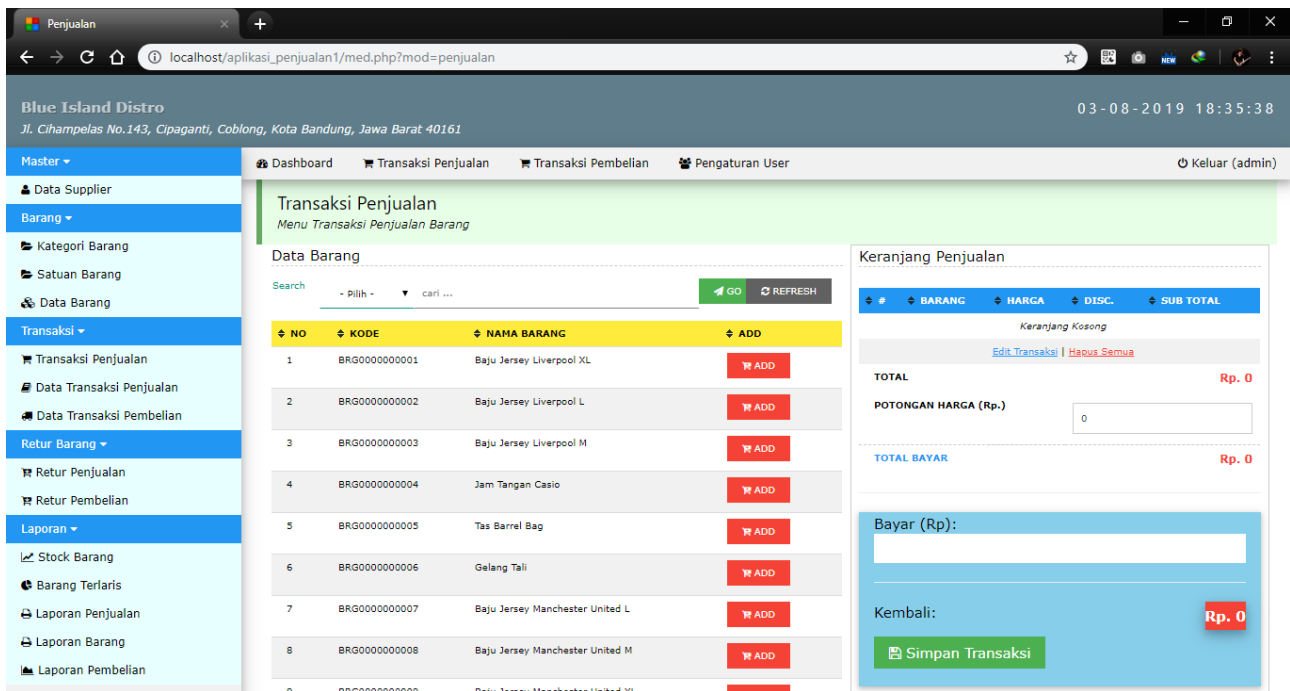 Penjualan
localhost/aplikasi_penjualan1/med.php?mod=penjualan
NEW
Blue Island Distro
Jl. Cihampelas No.143, Cipaganti, Coblong, Kota Bandung, Jawa Barat 40161
03-08-2019 18:35:38
Master
Data Supplier
Barang
Kategori Barang
Satuan Barang
Data Barang
Transaksi
Transaksi Penjualan
Data Transaksi Penjualan
Data Transaksi Pembelian
Retur Barang
Retur Penjualan
Retur Pembelian
Laporan
Stock Barang
Barang Terlaris
Laporan Penjualan
Laporan Barang
Laporan Pembelian
Dashboard Transaksi Penjualan Transaksi Pembelian Pengaturan User Keluar (admin)
Transaksi Penjualan
Menu Transaksi Penjualan Barang
Data Barang
Search - Pilih - cari ... GO REFRESH
NO KODE NAMA BARANG ADD
1 BRG0000000001 Baju Jersey Liverpool XL ADD
2 BRG0000000002 Baju Jersey Liverpool L ADD
3 BRG0000000003 Baju Jersey Liverpool M ADD
4 BRG0000000004 Jam Tangan Casio ADD
5 BRG0000000005 Tas Barrel Bag ADD
6 BRG0000000006 Gelang Tali ADD
7 BRG0000000007 Baju Jersey Manchester United L ADD
8 BRG0000000008 Baju Jersey Manchester United M ADD
Keranjang Penjualan
# BARANG HARGA DISC. SUB TOTAL
Keranjang Kosong
Edit Transaksi | Hapus Semua
TOTAL Rp. 0
POTONGAN HARGA (Rp.) 0
TOTAL BAYAR Rp. 0
Bayar (Rp):
Kembali: Rp. 0
Simpan Transaksi